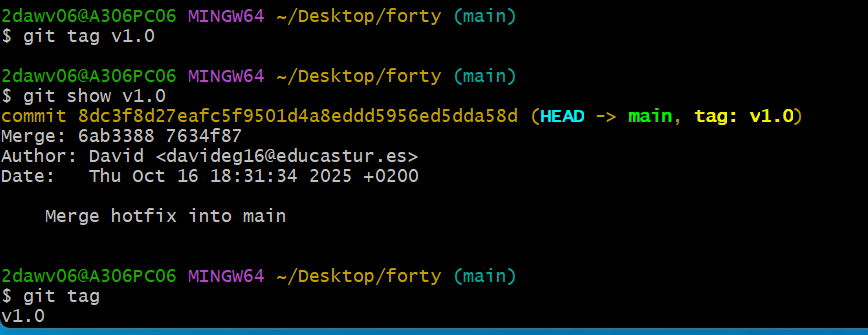 2dawv06@A306PC06 MINGW64 ~/Desktop/forty (main)
$ git tag v1.0
2dawv06@A306PC06 MINGW64 ~/Desktop/forty (main)
$ git show v1.0
commit 8dc3f8d27eafc5f9501d4a8eddd5956ed5dda58d (HEAD -> main, tag: v1.0)
Merge: 6ab3388 7634f87
Author: David <davideg16@educastur.es>
Date:   Thu Oct 16 18:31:34 2025 +0200
    Merge hotfix into main
2dawv06@A306PC06 MINGW64 ~/Desktop/forty (main)
$ git tag
v1.0